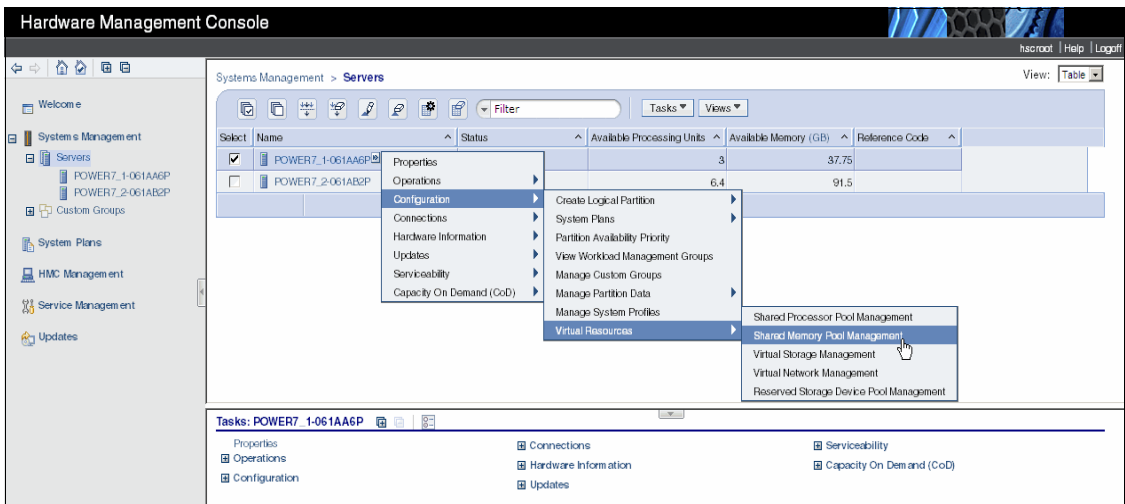 Hardware Management Console
hscroot | Help | Logoff
Systems Management > Servers
View: Table
Welcome
Systems Management
Servers
POWER7_1-061AA6P
POWER7_2-061AB2P
Custom Groups
System Plans
HMC Management
Service Management
Updates
Filter
Tasks
Views
Select Name Status Available Processing Units Available Memory (GB) Reference Code
POWER7_1-061AA6P 3 37.75
POWER7_2-061AB2P 6.4 91.5
Properties
Operations
Configuration
Connections
Hardware Information
Updates
Serviceability
Capacity On Demand (CoD)
Create Logical Partition
System Plans
Partition Availability Priority
View Workload Management Groups
Manage Custom Groups
Manage Partition Data
Manage System Profiles
Virtual Resources
Shared Processor Pool Management
Shared Memory Pool Management
Virtual Storage Management
Virtual Network Management
Reserved Storage Device Pool Management
Tasks: POWER7_1-061AA6P
Properties
Operations
Configuration
Connections
Hardware Information
Updates
Serviceability
Capacity On Demand (CoD)